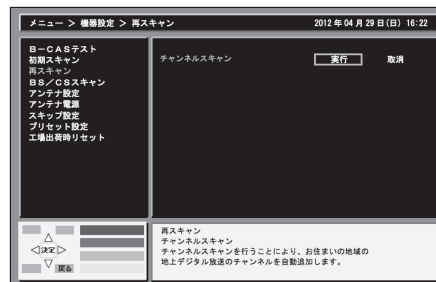 メニュー > 機器設定 > 再スキャン
2012年04月29日(日) 16:22
B－CASテスト
初期スキャン
再スキャン
BS／CSスキャン
アンテナ設定
アンテナ電源
スキップ設定
プリセット設定
工場出荷時リセット
チャンネルスキャン
実行
取消
決定
戻る
再スキャン
チャンネルスキャン
チャンネルスキャンを行うことにより、お住まいの地域の
地上デジタル放送のチャンネルを自動追加します。